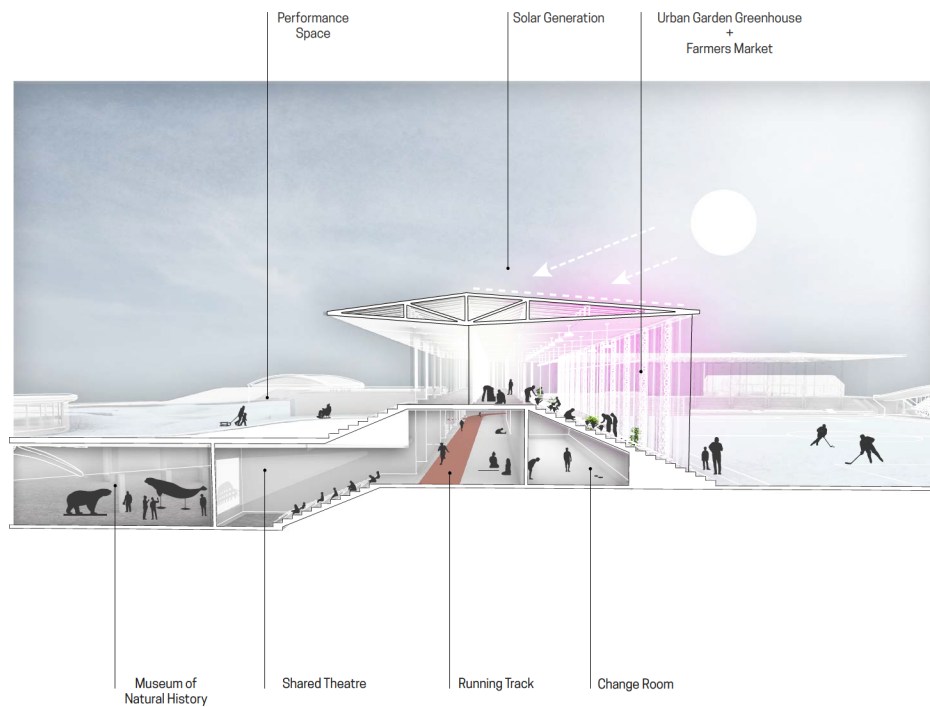 Performance
Space
Solar Generation
Urban Garden Greenhouse
+
Farmers Market
Museum of
Natural History
Shared Theatre
Running Track
Change Room